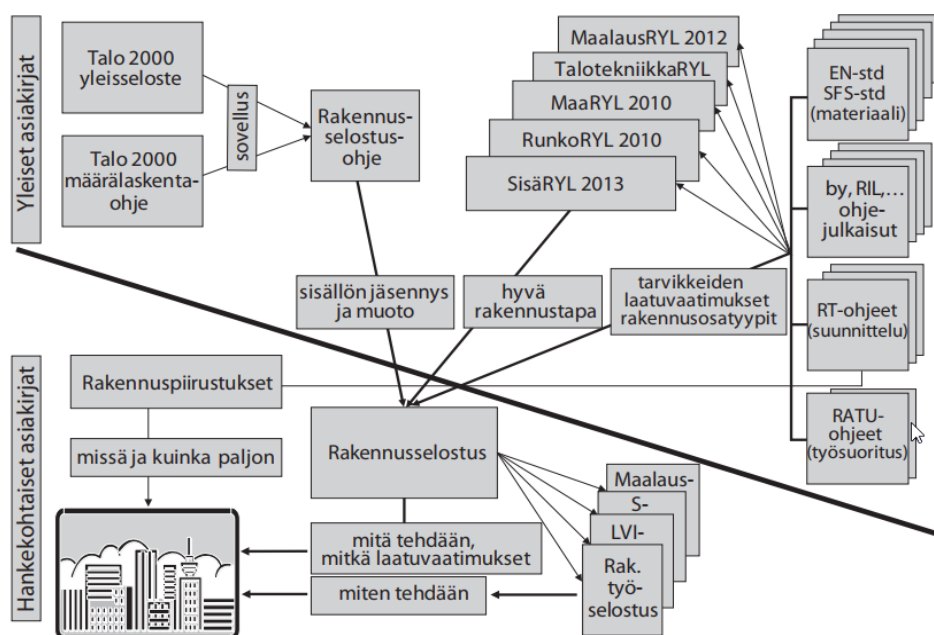 Yleiset asiakirjat
Talo 2000
yleisseloste
Talo 2000
määrälaskenta-
ohje
sovellus
Rakennus-
selostus-
ohje
MaalausRYL 2012
TalotekniikkaRYL
MaaRYL 2010
RunkoRYL 2010
SisäRYL 2013
EN-std
SFS-std
(materiaali)
by, RIL,...
ohje-
julkaisut
RT-ohjeet
(suunnittelu)
RATU-
ohjeet
(työsuoritus)
sisällön jäsennys
ja muoto
hyvä
rakennustapa
tarvikkeiden
laatuvaatimukset
rakennusosatyypit
Hankekohtaiset asiakirjat
Rakennuspiirustukset
missä ja kuinka paljon
Rakennusselostus
mitä tehdään,
mitkä laatuvaatimukset
miten tehdään
Maalaus-
S-
LVI-
Rak.
työ-
selostus